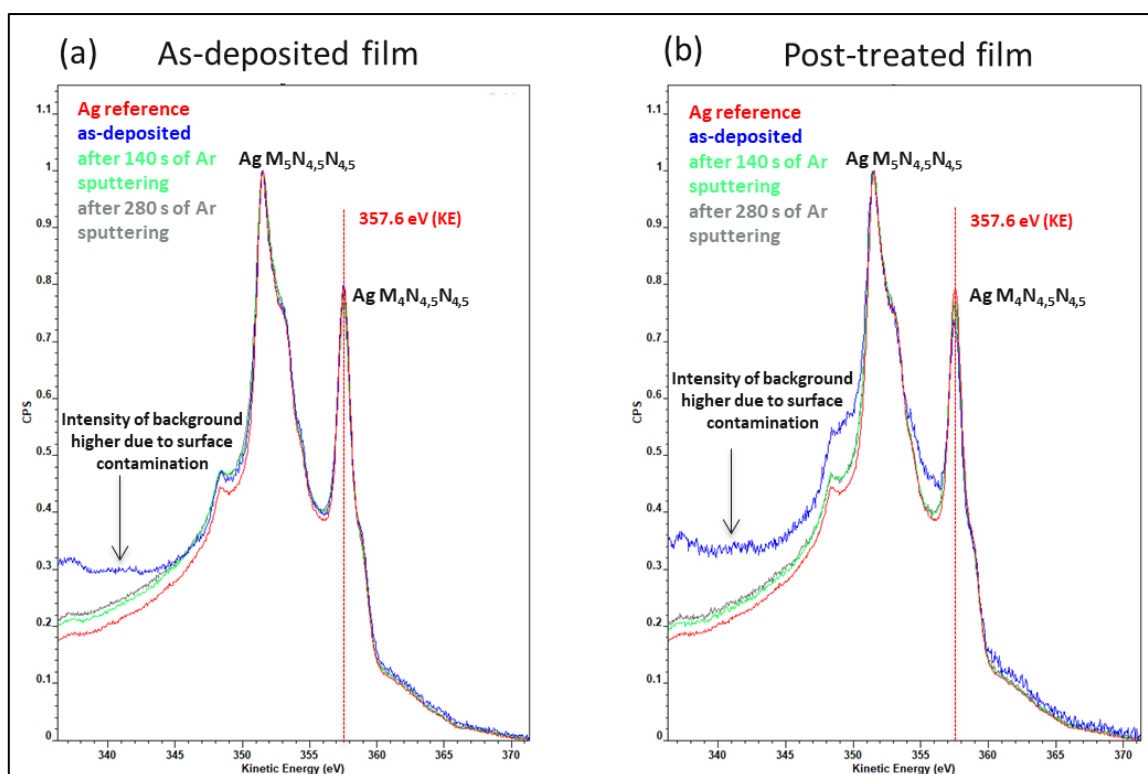 (a) As-deposited film
1.1
Ag reference
as-deposited
after 140 s of Ar
sputtering
after 280 s of Ar
sputtering
Ag M5N4,5N4,5
1
357.6 eV (KE)
0.9
0.8
Ag M4N4,5N4,5
0.7
0.6
CPS
Intensity of background
higher due to surface
contamination
0.5
0.4
0.3
0.2
0.1
0
340 345 350 355 360 365 370
Kinetic Energy (eV)
(b) Post-treated film
1.1
Ag reference
as-deposited
after 140 s of Ar
sputtering
after 280 s of Ar
sputtering
Ag M5N4,5N4,5
1
357.6 eV (KE)
0.9
0.8
Ag M4N4,5N4,5
0.7
0.6
CPS
Intensity of background
higher due to surface
contamination
0.5
0.4
0.3
0.2
0.1
0
340 345 350 355 360 365 370
Kinetic Energy (eV)